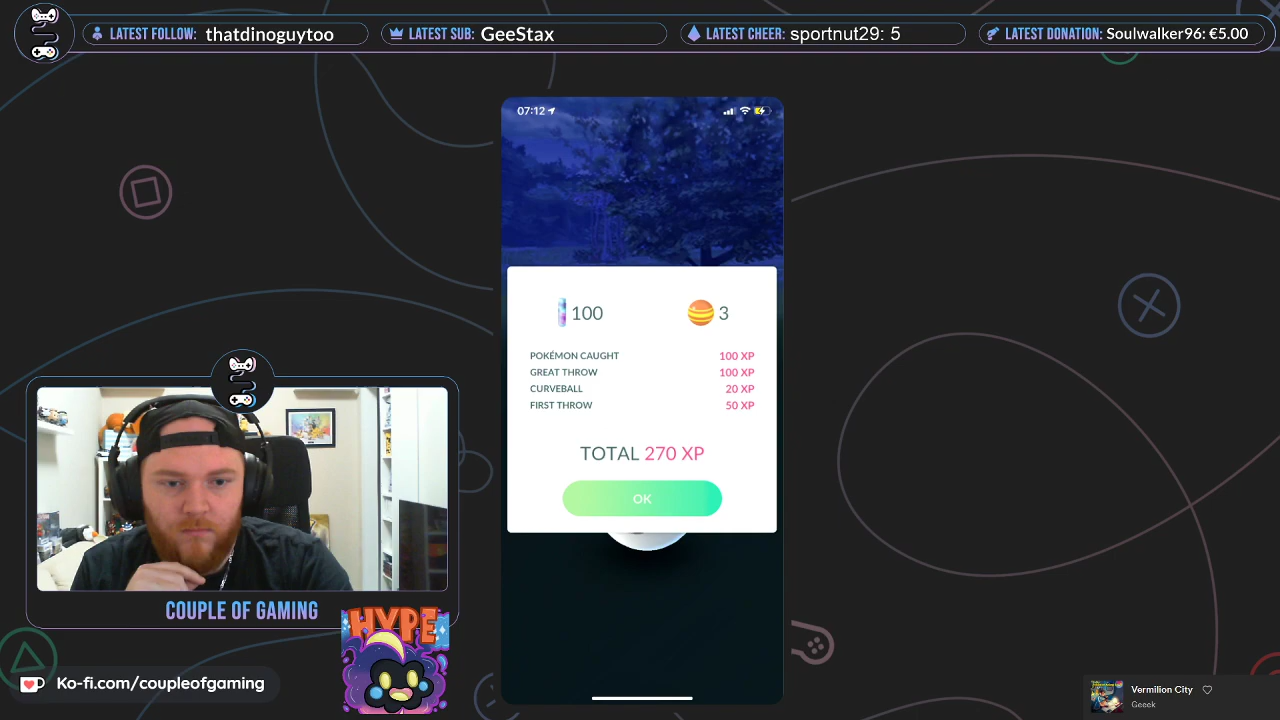 LATEST FOLLOW: thatdinoguytoo
LATEST SUB: GeeStax
LATEST CHEER: sportnut29: 5
LATEST DONATION: Soulwalker96: €5.00
07:12
100
3
POKÉMON CAUGHT 100 XP
GREAT THROW 100 XP
CURVEBALL 20 XP
FIRST THROW 50 XP
TOTAL 270 XP
OK
COUPLE OF GAMING
HYPE
Ko-fi.com/coupleofgaming
Vermilion City
Geeek